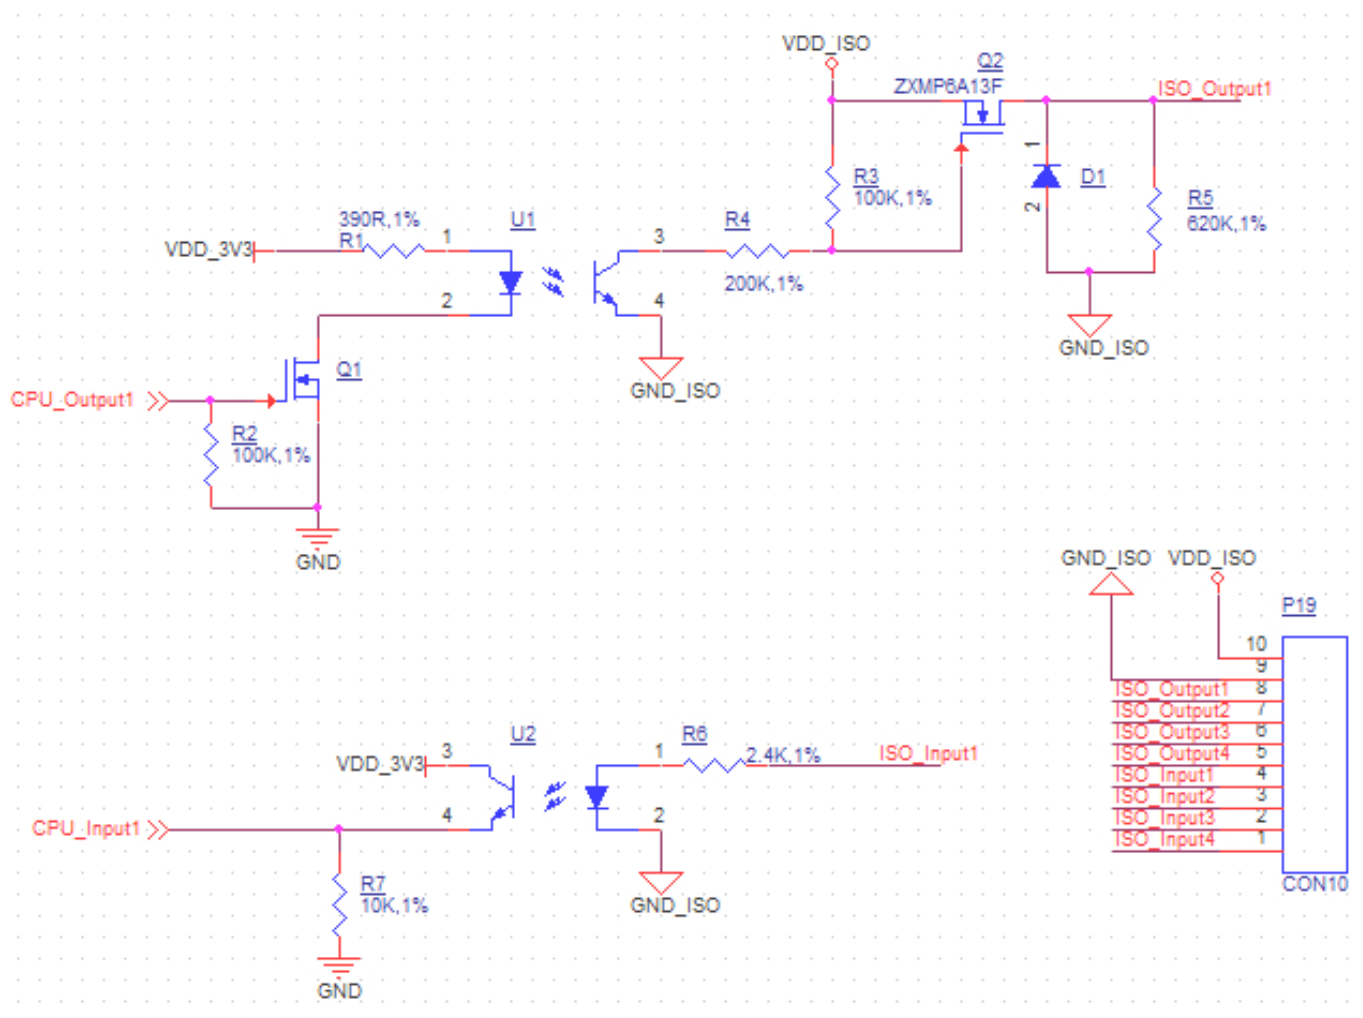 VDD_ISO
Q2
ZXMP6A13F
ISO_Output1
1
D1
2
R3
100K,1%
R5
620K,1%
390R,1%
R1
VDD_3V3
1
U1
3
R4
200K,1%
2
4
GND_ISO
GND_ISO
Q1
CPU_Output1
R2
100K,1%
GND
GND_ISO
VDD_ISO
P19
10
9
ISO_Output1 8
ISO_Output2 7
ISO_Output3 6
ISO_Output4 5
ISO_Input1 4
ISO_Input2 3
ISO_Input3 2
ISO_Input4 1
CON10
VDD_3V3
3
U2
1
R6
2.4K,1%
ISO_Input1
CPU_Input1
4
2
GND_ISO
R7
10K,1%
GND